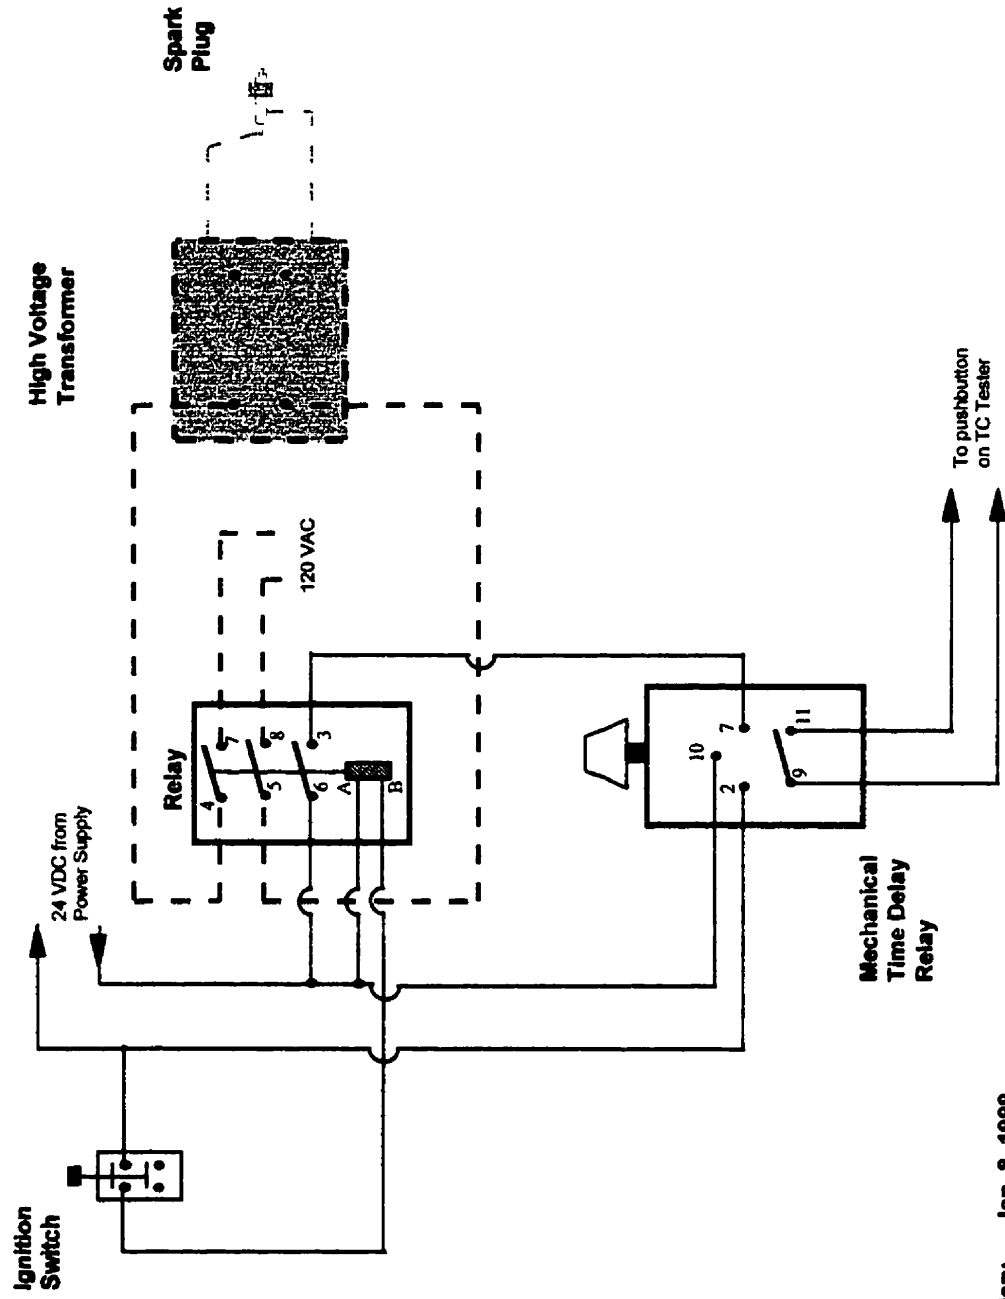 Ignition
Switch
24 VDC from
Power Supply
High Voltage
Transformer
Spark
Plug
Relay
4
7
5
8
6
3
A
B
120 VAC
Mechanical
Time Delay
Relay
10
2
7
9
11
To pushbutton
on TC Tester